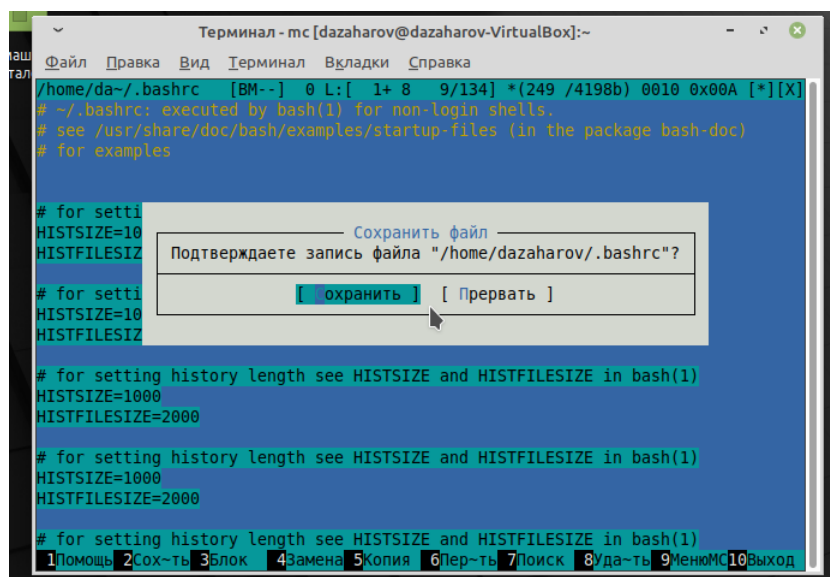 Терминал - mc [dazaharov@dazaharov-VirtualBox]:~
Файл Правка Вид Терминал Вкладки Справка
/home/da~/.bashrc [BM--] 0 L:[ 1+ 8 9/134] *(249 /4198b) 0010 0x00A [*][X]
# ~/.bashrc: executed by bash(1) for non-login shells.
# see /usr/share/doc/bash/examples/startup-files (in the package bash-doc)
# for examples
# for setti
HISTSIZE=10
HISTFILESIZ
Сохранить файл
Подтверждаете запись файла "/home/dazaharov/.bashrc"?
[ Сохранить ] [ Прервать ]
# for setti
HISTSIZE=10
HISTFILESIZ
# for setting history length see HISTSIZE and HISTFILESIZE in bash(1)
HISTSIZE=1000
HISTFILESIZE=2000
# for setting history length see HISTSIZE and HISTFILESIZE in bash(1)
HISTSIZE=1000
HISTFILESIZE=2000
# for setting history length see HISTSIZE and HISTFILESIZE in bash(1)
1Помощь 2Сох~ть 3Блок 4Замена 5Копия 6Пер~ть 7Поиск 8Уда~ть 9МенюMC 10Выход